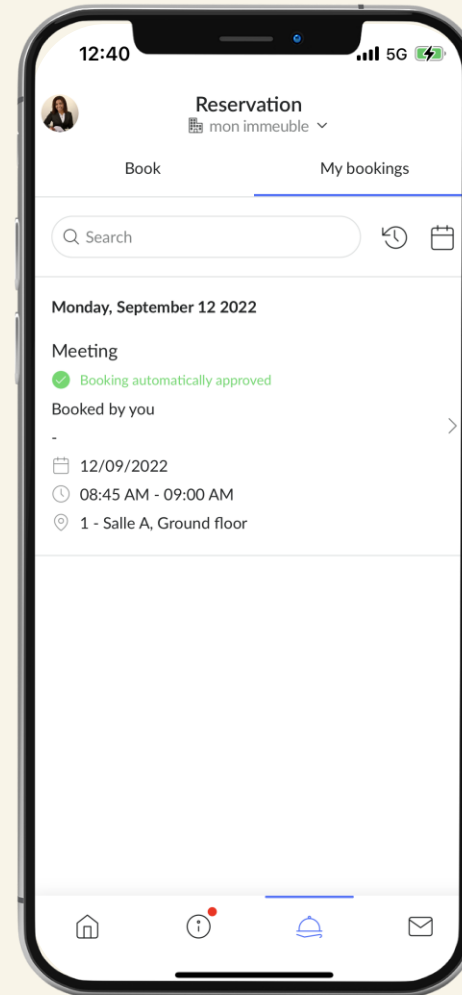 12:40
5G
Reservation
mon immeuble
Book
My bookings
Search
Monday, September 12 2022
Meeting
Booking automatically approved
Booked by you
-
12/09/2022
08:45 AM - 09:00 AM
1 - Salle A, Ground floor